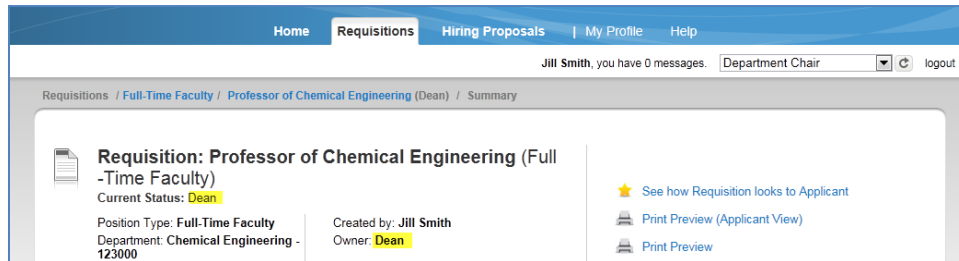 Home Requisitions Hiring Proposals | My Profile Help
Jill Smith, you have 0 messages. Department Chair logout
Requisitions / Full-Time Faculty / Professor of Chemical Engineering (Dean) / Summary
Requisition: Professor of Chemical Engineering (Full
-Time Faculty)
Current Status: Dean
Position Type: Full-Time Faculty
Department: Chemical Engineering -
123000
Created by: Jill Smith
Owner: Dean
See how Requisition looks to Applicant
Print Preview (Applicant View)
Print Preview